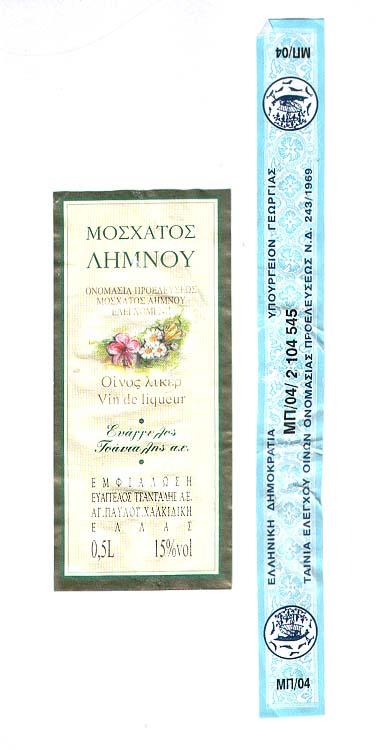 ΜΟΣΧΑΤΟΣ
ΛΗΜΝΟΥ
ΟΝΟΜΑΣΙΑ ΠΡΟΕΛΕΥΣΕΩΣ
ΜΟΣΧΑΤΟΣ ΛΗΜΝΟΥ
ΕΛΕΓΧΟΜΕΝΗ
Οίνος λικέρ
Vin de liqueur
Ευάγγελος
Τσάνταλης α.ε.
ΕΜΦΙΑΛΩΣΗ
ΕΥΑΓΓΕΛΟΣ ΤΣΑΝΤΑΛΗΣ Α.Ε.
ΑΓ.ΠΑΥΛΟΣ ΧΑΛΚΙΔΙΚΗ
ΕΛΛΑΣ
0,5L 15%vol
ΜΠ/04
ΕΛΛΗΝΙΚΗ ΔΗΜΟΚΡΑΤΙΑ ΥΠΟΥΡΓΕΙΟΝ ΓΕΩΡΓΙΑΣ
ΜΠ/04/ 2 104 545
ΤΑΙΝΙΑ ΕΛΕΓΧΟΥ ΟΙΝΩΝ ΟΝΟΜΑΣΙΑΣ ΠΡΟΕΛΕΥΣΕΩΣ Ν.Δ. 243/1969
ΜΠ/04